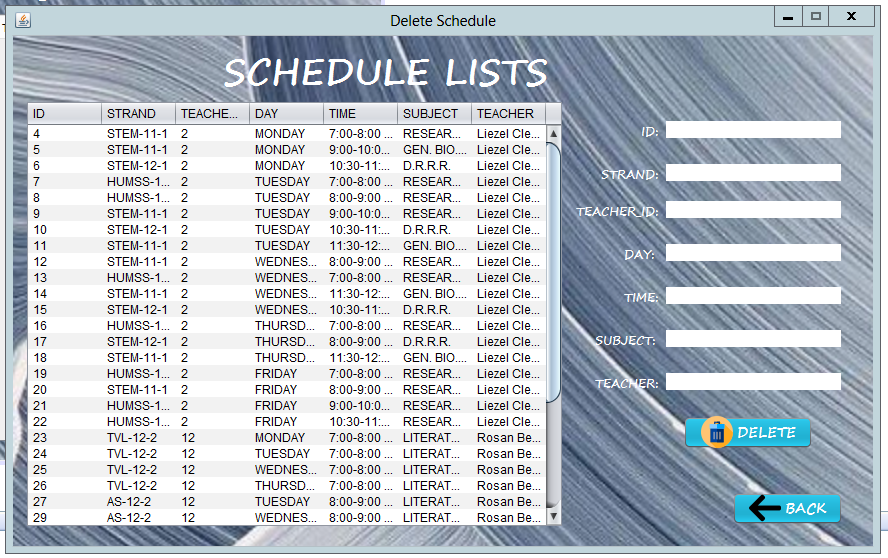 Delete Schedule
SCHEDULE LISTS
ID STRAND TEACHE... DAY TIME SUBJECT TEACHER
4 STEM-11-1 2 MONDAY 7:00-8:00 ... RESEAR... Liezel Cle...
5 STEM-11-1 2 MONDAY 9:00-10:0... GEN. BIO.... Liezel Cle...
6 STEM-12-1 2 MONDAY 10:30-11:... D.R.R.R. Liezel Cle...
7 HUMSS-1... 2 TUESDAY 7:00-8:00 ... RESEAR... Liezel Cle...
8 HUMSS-1... 2 TUESDAY 8:00-9:00 ... RESEAR... Liezel Cle...
9 STEM-11-1 2 TUESDAY 9:00-10:0... RESEAR... Liezel Cle...
10 STEM-12-1 2 TUESDAY 10:30-11:... D.R.R.R. Liezel Cle...
11 STEM-11-1 2 TUESDAY 11:30-12:... GEN. BIO.... Liezel Cle...
12 STEM-11-1 2 WEDNES... 8:00-9:00 ... RESEAR... Liezel Cle...
13 HUMSS-1... 2 WEDNES... 7:00-8:00 ... RESEAR... Liezel Cle...
14 STEM-11-1 2 WEDNES... 11:30-12:... GEN. BIO.... Liezel Cle...
15 STEM-12-1 2 WEDNES... 10:30-11:... D.R.R.R. Liezel Cle...
16 HUMSS-1... 2 THURSD... 7:00-8:00 ... RESEAR... Liezel Cle...
17 STEM-12-1 2 THURSD... 8:00-9:00 ... D.R.R.R. Liezel Cle...
18 STEM-11-1 2 THURSD... 11:30-12:... GEN. BIO.... Liezel Cle...
19 HUMSS-1... 2 FRIDAY 7:00-8:00 ... RESEAR... Liezel Cle...
20 STEM-11-1 2 FRIDAY 8:00-9:00 ... RESEAR... Liezel Cle...
21 HUMSS-1... 2 FRIDAY 9:00-10:0... RESEAR... Liezel Cle...
22 HUMSS-1... 2 FRIDAY 10:30-11:... RESEAR... Liezel Cle...
23 TVL-12-2 12 MONDAY 7:00-8:00 ... LITERAT... Rosan Be...
24 TVL-12-2 12 TUESDAY 7:00-8:00 ... LITERAT... Rosan Be...
25 TVL-12-2 12 WEDNES... 7:00-8:00 ... LITERAT... Rosan Be...
26 TVL-12-2 12 THURSD... 7:00-8:00 ... LITERAT... Rosan Be...
27 AS-12-2 12 TUESDAY 8:00-9:00 ... LITERAT... Rosan Be...
29 AS-12-2 12 WEDNES... 8:00-9:00 ... LITERAT... Rosan Be...
ID:
STRAND:
TEACHER_ID:
DAY:
TIME:
SUBJECT:
TEACHER:
DELETE
BACK